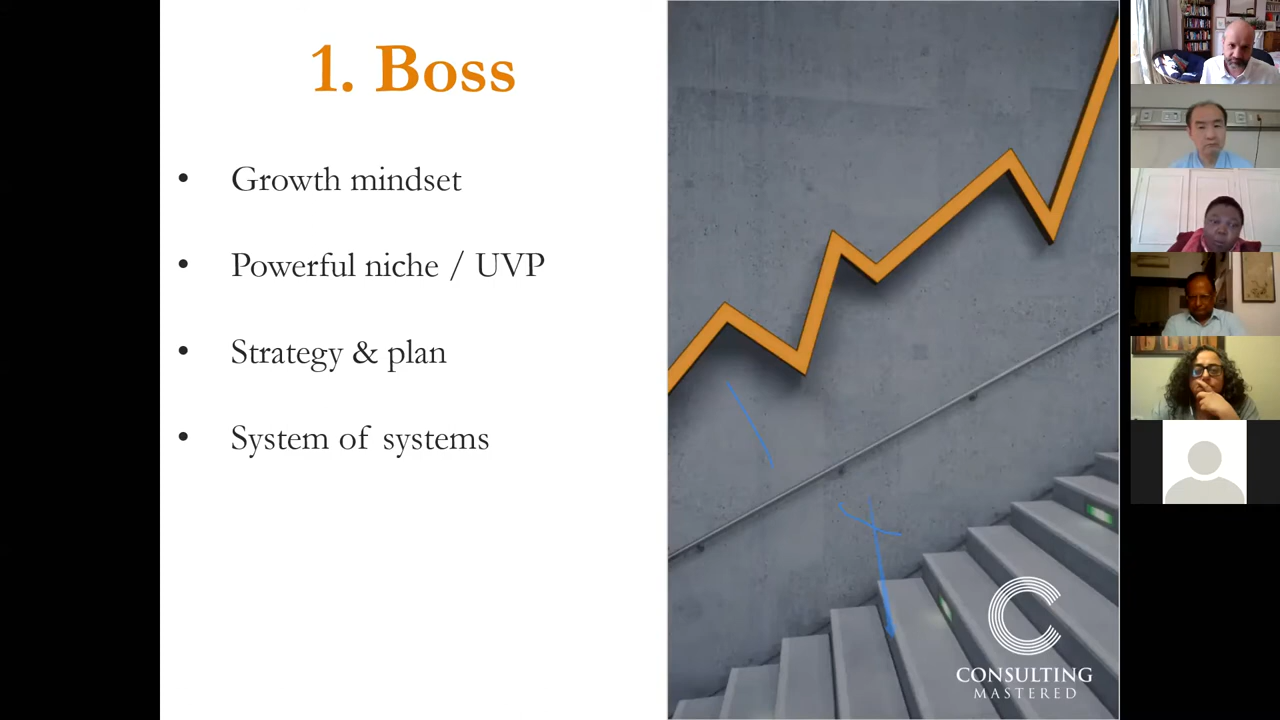 1. Boss
• Growth mindset
• Powerful niche / UVP
• Strategy & plan
• System of systems
CONSULTING
MASTERED